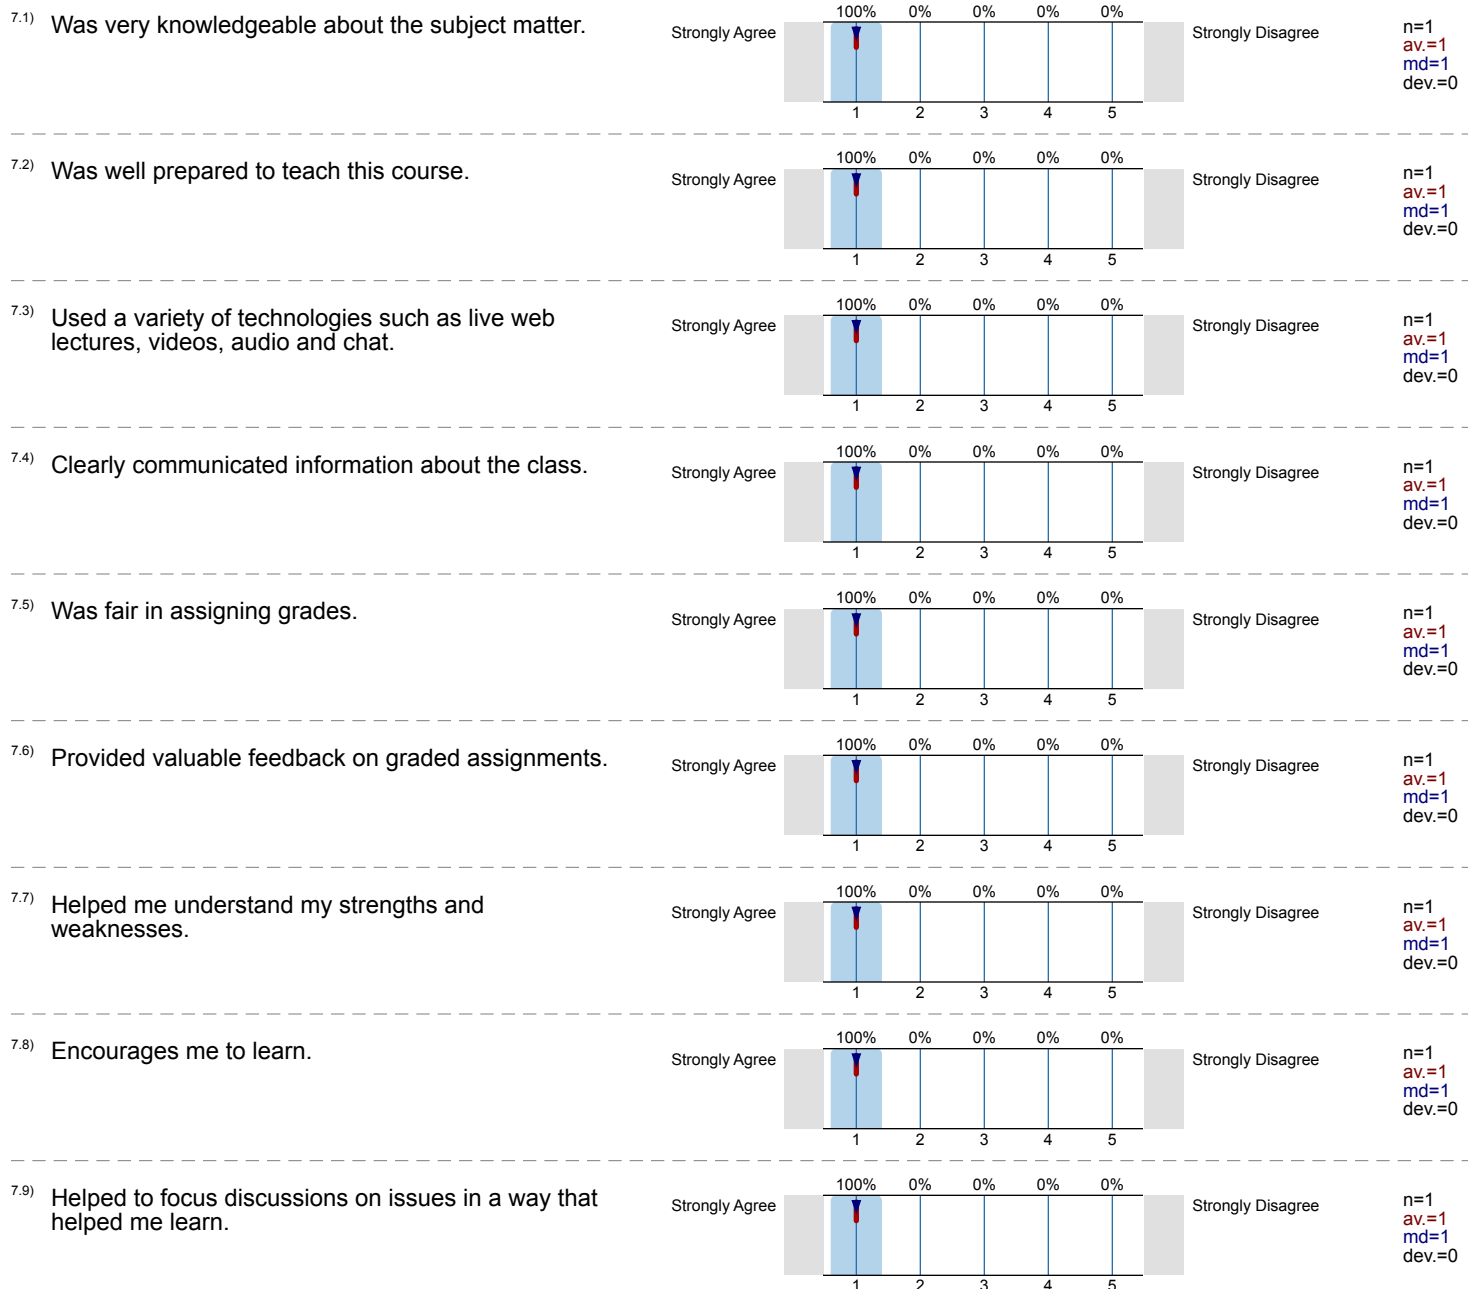 7.1) Was very knowledgeable about the subject matter.
Strongly Agree
100% 0% 0% 0% 0%
1 2 3 4 5
Strongly Disagree
n=1
av.=1
md=1
dev.=0
7.2) Was well prepared to teach this course.
Strongly Agree
100% 0% 0% 0% 0%
1 2 3 4 5
Strongly Disagree
n=1
av.=1
md=1
dev.=0
7.3) Used a variety of technologies such as live web
lectures, videos, audio and chat.
Strongly Agree
100% 0% 0% 0% 0%
1 2 3 4 5
Strongly Disagree
n=1
av.=1
md=1
dev.=0
7.4) Clearly communicated information about the class.
Strongly Agree
100% 0% 0% 0% 0%
1 2 3 4 5
Strongly Disagree
n=1
av.=1
md=1
dev.=0
7.5) Was fair in assigning grades.
Strongly Agree
100% 0% 0% 0% 0%
1 2 3 4 5
Strongly Disagree
n=1
av.=1
md=1
dev.=0
7.6) Provided valuable feedback on graded assignments.
Strongly Agree
100% 0% 0% 0% 0%
1 2 3 4 5
Strongly Disagree
n=1
av.=1
md=1
dev.=0
7.7) Helped me understand my strengths and
weaknesses.
Strongly Agree
100% 0% 0% 0% 0%
1 2 3 4 5
Strongly Disagree
n=1
av.=1
md=1
dev.=0
7.8) Encourages me to learn.
Strongly Agree
100% 0% 0% 0% 0%
1 2 3 4 5
Strongly Disagree
n=1
av.=1
md=1
dev.=0
7.9) Helped to focus discussions on issues in a way that
helped me learn.
Strongly Agree
100% 0% 0% 0% 0%
1 2 3 4 5
Strongly Disagree
n=1
av.=1
md=1
dev.=0